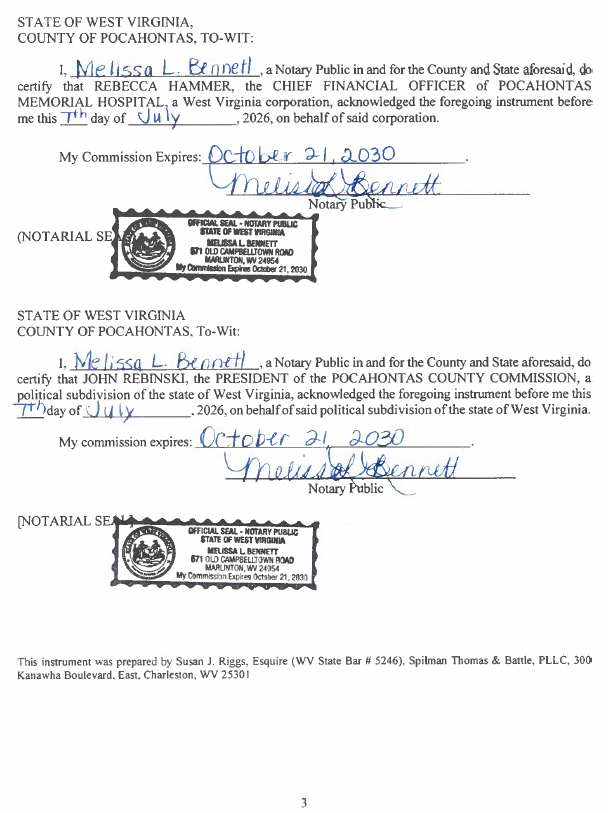 STATE OF WEST VIRGINIA,
COUNTY OF POCAHONTAS, TO-WIT:
I, Melissa L. Bennett, a Notary Public in and for the County and State aforesaid, do
certify that REBECCA HAMMER, the CHIEF FINANCIAL OFFICER of POCAHONTAS
MEMORIAL HOSPITAL, a West Virginia corporation, acknowledged the foregoing instrument before
me this 7th day of July, 2026, on behalf of said corporation.
My Commission Expires: October 21, 2030.
Melissa L Bennett
Notary Public
(NOTARIAL SEA
OFFICIAL SEAL - NOTARY PUBLIC
STATE OF WEST VIRGINIA
MELISSA L. BENNETT
671 OLD CAMPBELLTOWN ROAD
MARLINTON, WV 24954
My Commission Expires October 21, 2030
STATE OF WEST VIRGINIA
COUNTY OF POCAHONTAS, To-Wit:
I, Melissa L. Bennett, a Notary Public in and for the County and State aforesaid, do
certify that JOHN REBINSKI, the PRESIDENT of the POCAHONTAS COUNTY COMMISSION, a
political subdivision of the state of West Virginia, acknowledged the foregoing instrument before me this
7th day of July, 2026, on behalf of said political subdivision of the state of West Virginia.
My commission expires: October 21, 2030.
Melissa L Bennett
Notary Public
[NOTARIAL SEAL]
OFFICIAL SEAL - NOTARY PUBLIC
STATE OF WEST VIRGINIA
MELISSA L. BENNETT
671 OLD CAMPBELLTOWN ROAD
MARLINTON, WV 24954
My Commission Expires October 21, 2030
This instrument was prepared by Susan J. Riggs, Esquire (WV State Bar # 5246), Spilman Thomas & Battle, PLLC, 300
Kanawha Boulevard, East, Charleston, WV 25301
3